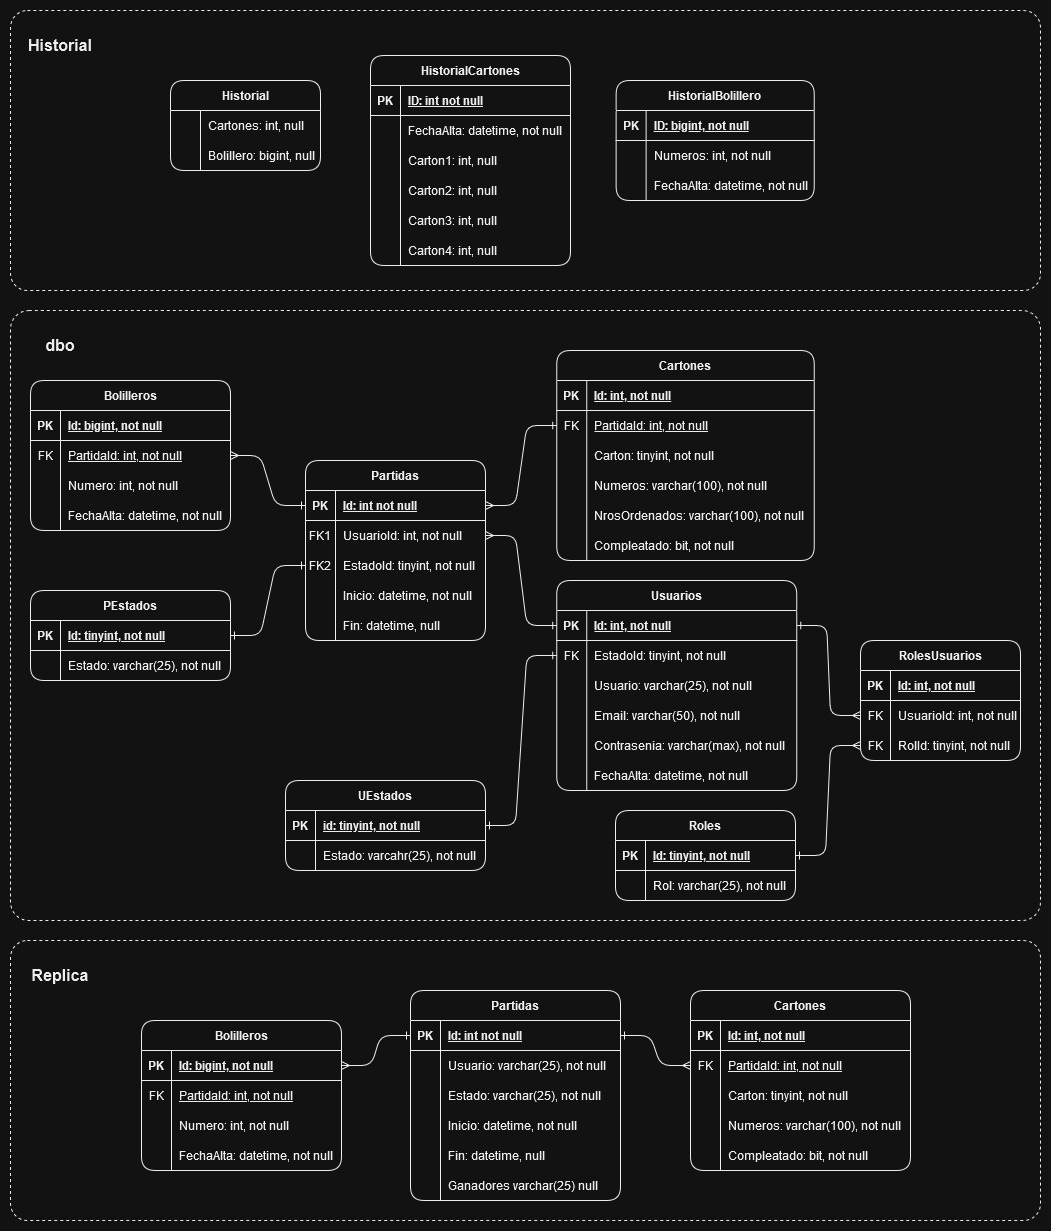 Historial
Historial
Cartones: int, null
Bolillero: bigint, null
HistorialCartones
PK ID: int not null
FechaAlta: datetime, not null
Carton1: int, null
Carton2: int, null
Carton3: int, null
Carton4: int, null
HistorialBolillero
PK ID: bigint, not null
Numeros: int, not null
FechaAlta: datetime, not null
dbo
Bolilleros
PK Id: bigint, not null
FK PartidaId: int, not null
Numero: int, not null
FechaAlta: datetime, not null
PEstados
PK Id: tinyint, not null
Estado: varchar(25), not null
Partidas
PK Id: int not null
FK1 UsuarioId: int, not null
FK2 EstadoId: tinyint, not null
Inicio: datetime, not null
Fin: datetime, null
Cartones
PK Id: int, not null
FK PartidaId: int, not null
Carton: tinyint, not null
Numeros: varchar(100), not null
NrosOrdenados: varchar(100), not null
Compleatado: bit, not null
Usuarios
PK Id: int, not null
FK EstadoId: tinyint, not null
Usuario: varchar(25), not null
Email: varchar(50), not null
Contrasenia: varchar(max), not null
FechaAlta: datetime, not null
RolesUsuarios
PK Id: int, not null
FK UsuarioId: int, not null
FK RolId: tinyint, not null
UEstados
PK id: tinyint, not null
Estado: varcahr(25), not null
Roles
PK Id: tinyint, not null
Rol: varchar(25), not null
Replica
Bolilleros
PK Id: bigint, not null
FK PartidaId: int, not null
Numero: int, not null
FechaAlta: datetime, not null
Partidas
PK Id: int not null
Usuario: varchar(25), not null
Estado: varchar(25), not null
Inicio: datetime, not null
Fin: datetime, null
Ganadores varchar(25) null
Cartones
PK Id: int, not null
FK PartidaId: int, not null
Carton: tinyint, not null
Numeros: varchar(100), not null
Compleatado: bit, not null